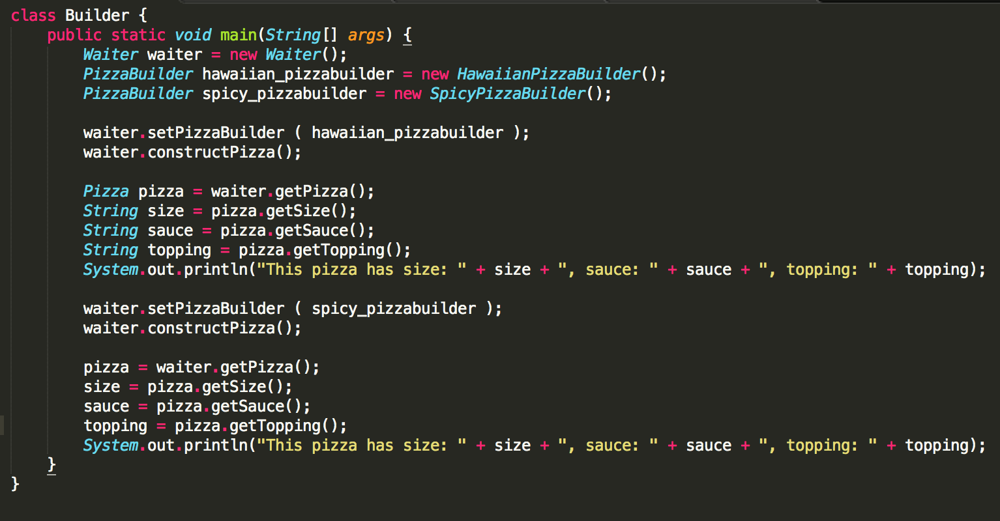 class Builder {
    public static void main(String[] args) {
        Waiter waiter = new Waiter();
        PizzaBuilder hawaiian_pizzabuilder = new HawaiianPizzaBuilder();
        PizzaBuilder spicy_pizzabuilder = new SpicyPizzaBuilder();

        waiter.setPizzaBuilder ( hawaiian_pizzabuilder );
        waiter.constructPizza();

        Pizza pizza = waiter.getPizza();
        String size = pizza.getSize();
        String sauce = pizza.getSauce();
        String topping = pizza.getTopping();
        System.out.println("This pizza has size: " + size + ", sauce: " + sauce + ", topping: " + topping);

        waiter.setPizzaBuilder ( spicy_pizzabuilder );
        waiter.constructPizza();

        pizza = waiter.getPizza();
        size = pizza.getSize();
        sauce = pizza.getSauce();
        topping = pizza.getTopping();
        System.out.println("This pizza has size: " + size + ", sauce: " + sauce + ", topping: " + topping);
    }
}